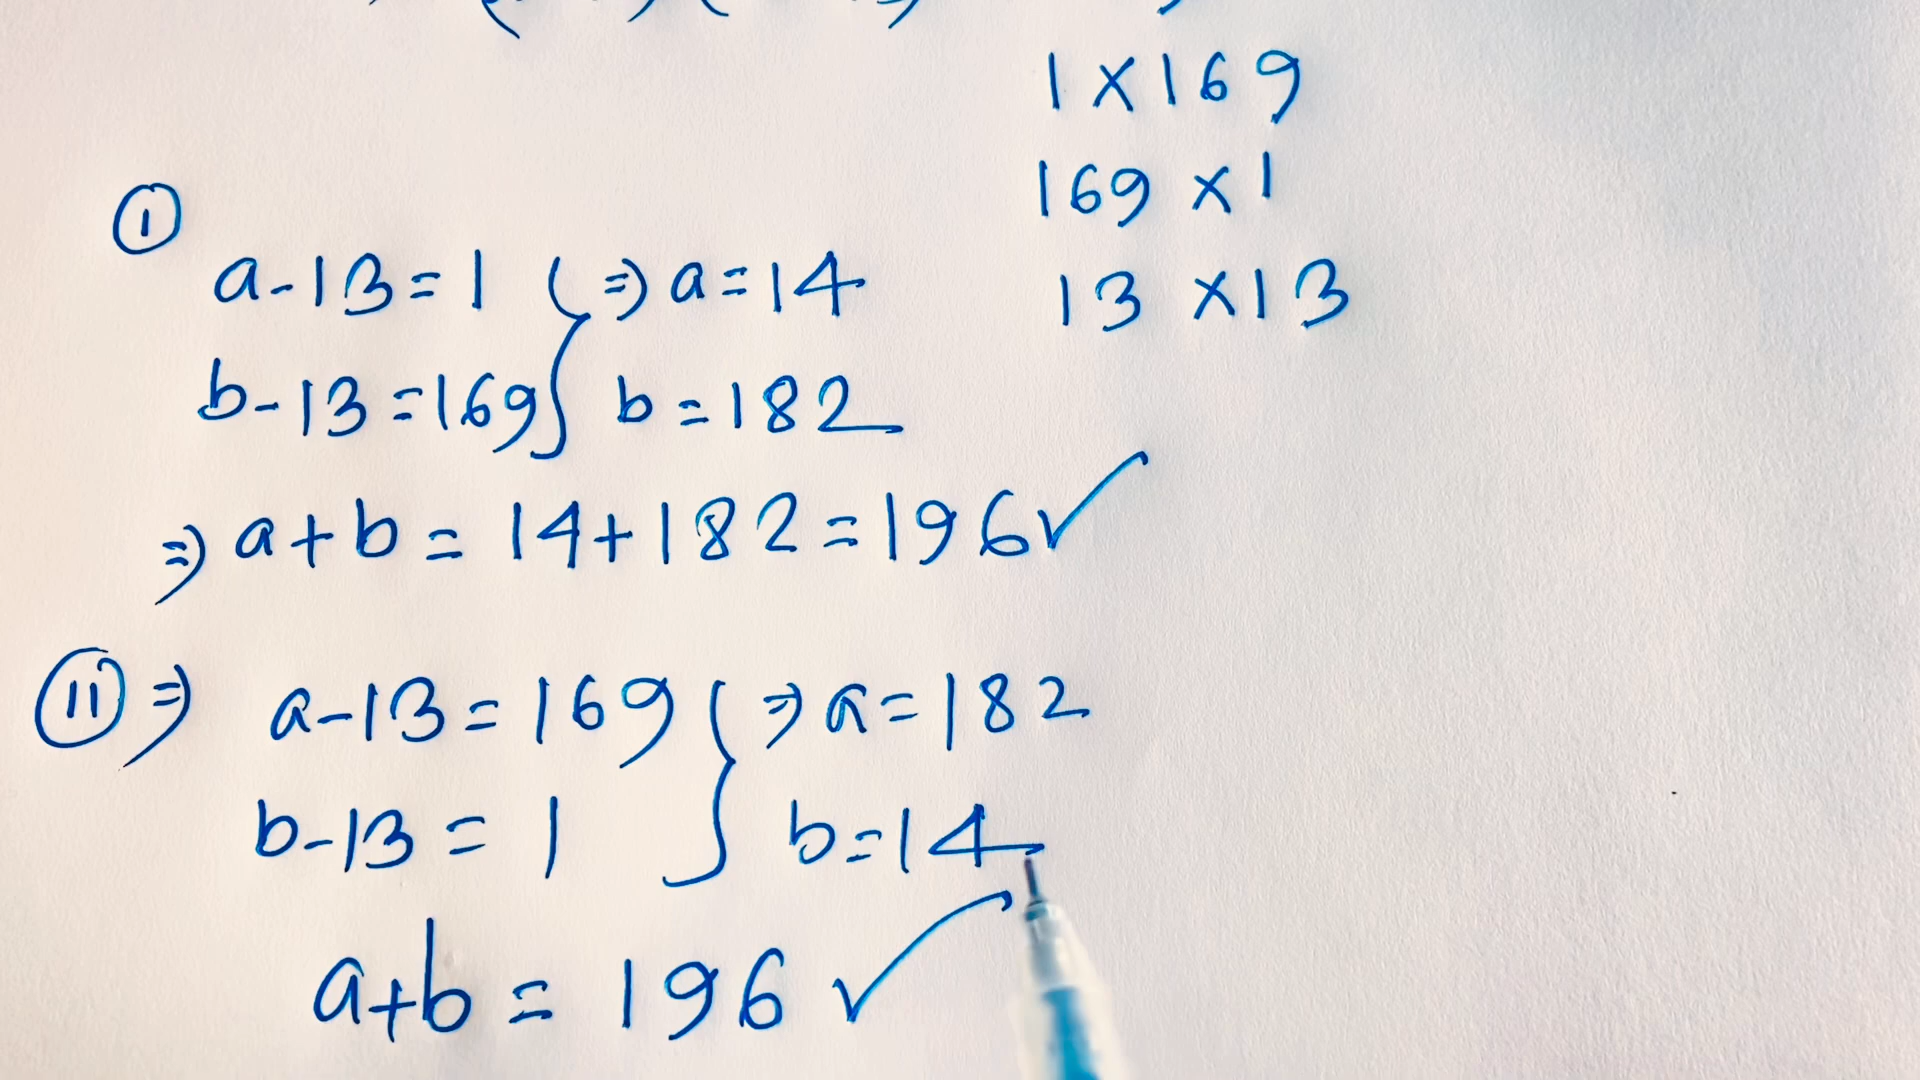 1 × 169
169 × 1
13 × 13
① 
a - 13 = 1 ⇒ a = 14
b - 13 = 169 } b = 182
⇒ a + b = 14 + 182 = 196 ✓
⑪ ⇒ a - 13 = 169 ⇒ a = 182
b - 13 = 1 } b = 14
a + b = 196 ✓